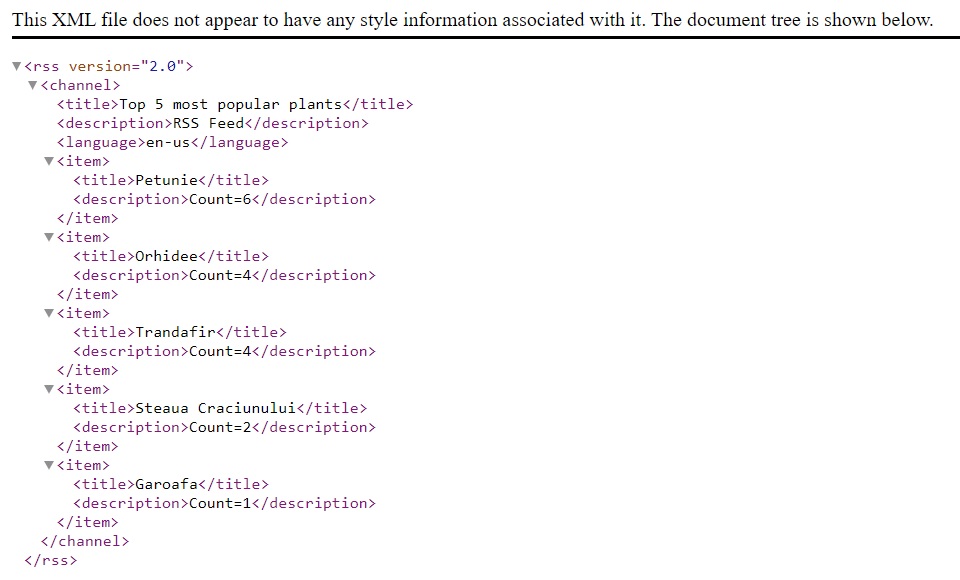 This XML file does not appear to have any style information associated with it. The document tree is shown below.
▼<rss version="2.0">
▼<channel>
<title>Top 5 most popular plants</title>
<description>RSS Feed</description>
<language>en-us</language>
▼<item>
<title>Petunie</title>
<description>Count=6</description>
</item>
▼<item>
<title>Orhidee</title>
<description>Count=4</description>
</item>
▼<item>
<title>Trandafir</title>
<description>Count=4</description>
</item>
▼<item>
<title>Steaua Craciunului</title>
<description>Count=2</description>
</item>
▼<item>
<title>Garoafa</title>
<description>Count=1</description>
</item>
</channel>
</rss>